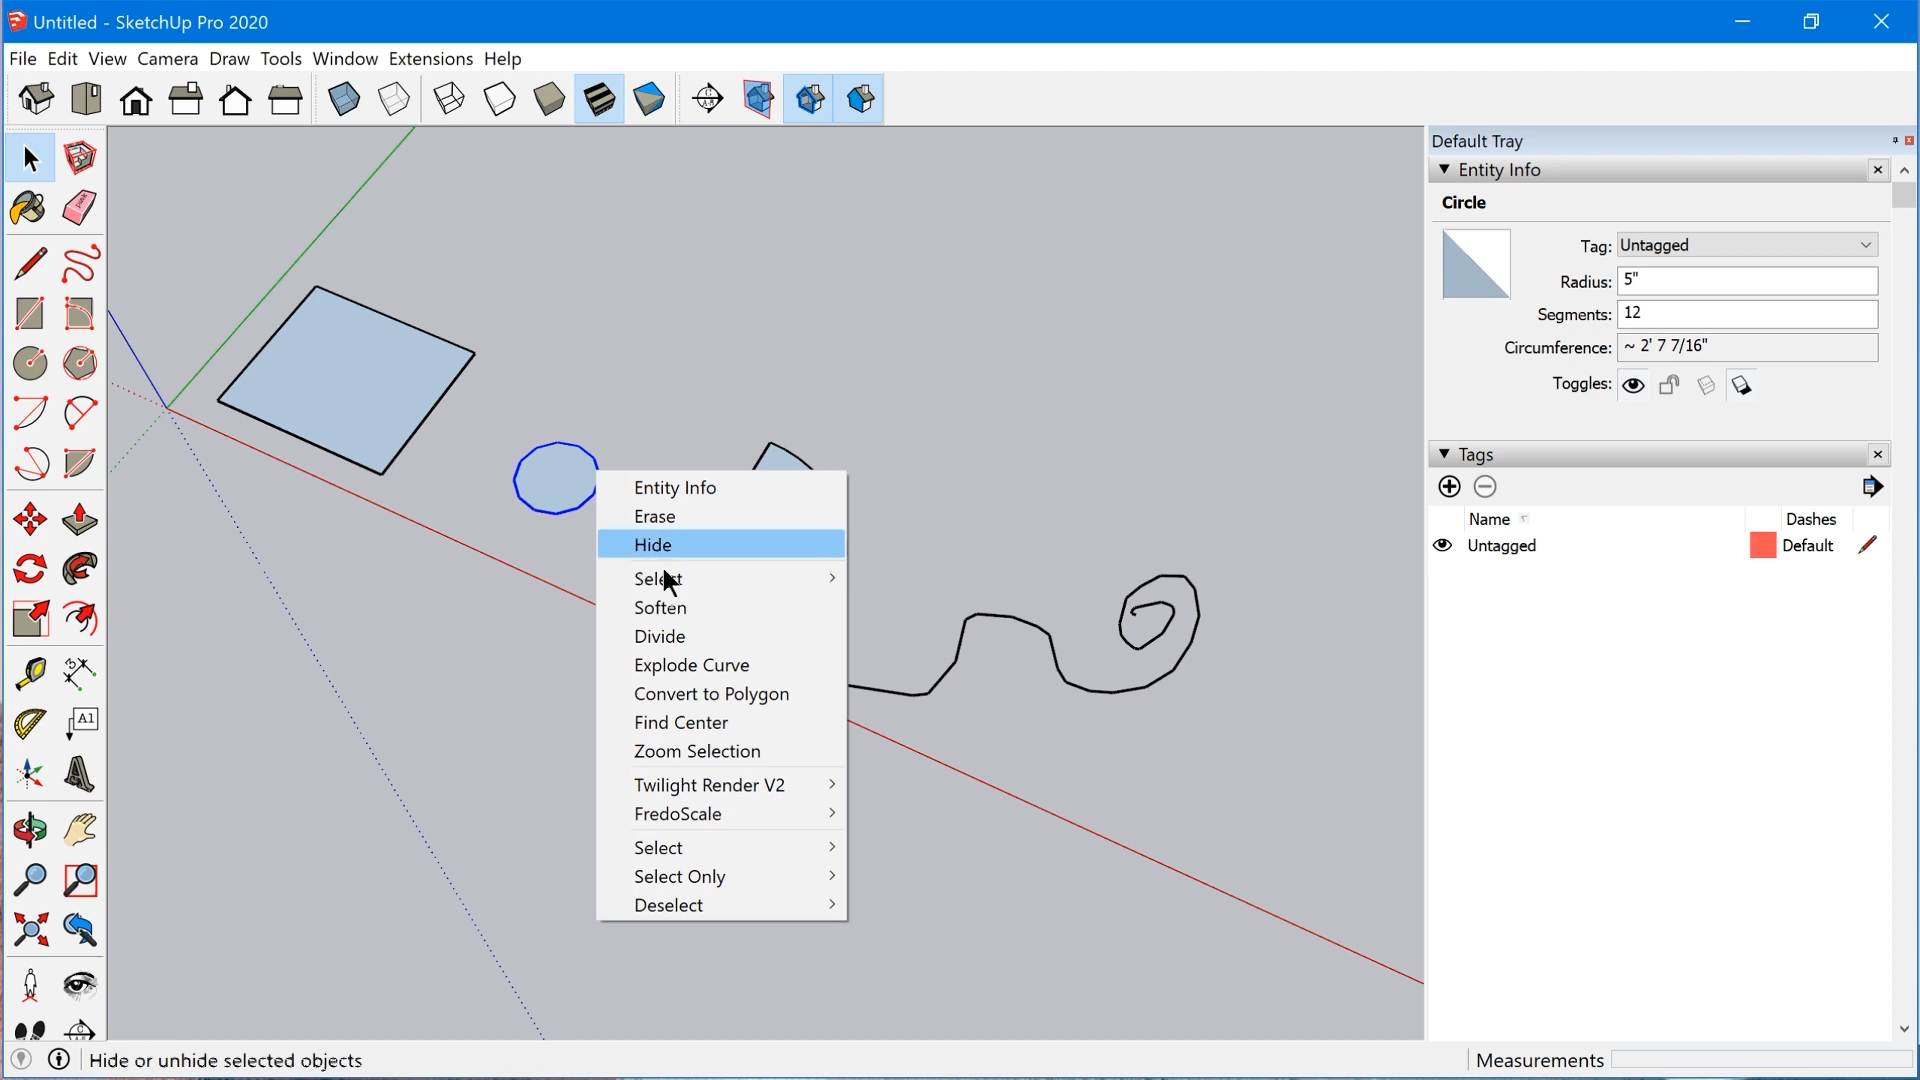 Untitled - SketchUp Pro 2020
File Edit View Camera Draw Tools Window Extensions Help
Default Tray
Entity Info
Circle
Tag: Untagged
Radius: 5"
Segments: 12
Circumference: ~ 2' 7 7/16"
Toggles:
Tags
Name Dashes
Untagged Default
Entity Info
Erase
Hide
Select
Soften
Divide
Explode Curve
Convert to Polygon
Find Center
Zoom Selection
Twilight Render V2
FredoScale
Select
Select Only
Deselect
A1
Hide or unhide selected objects
Measurements